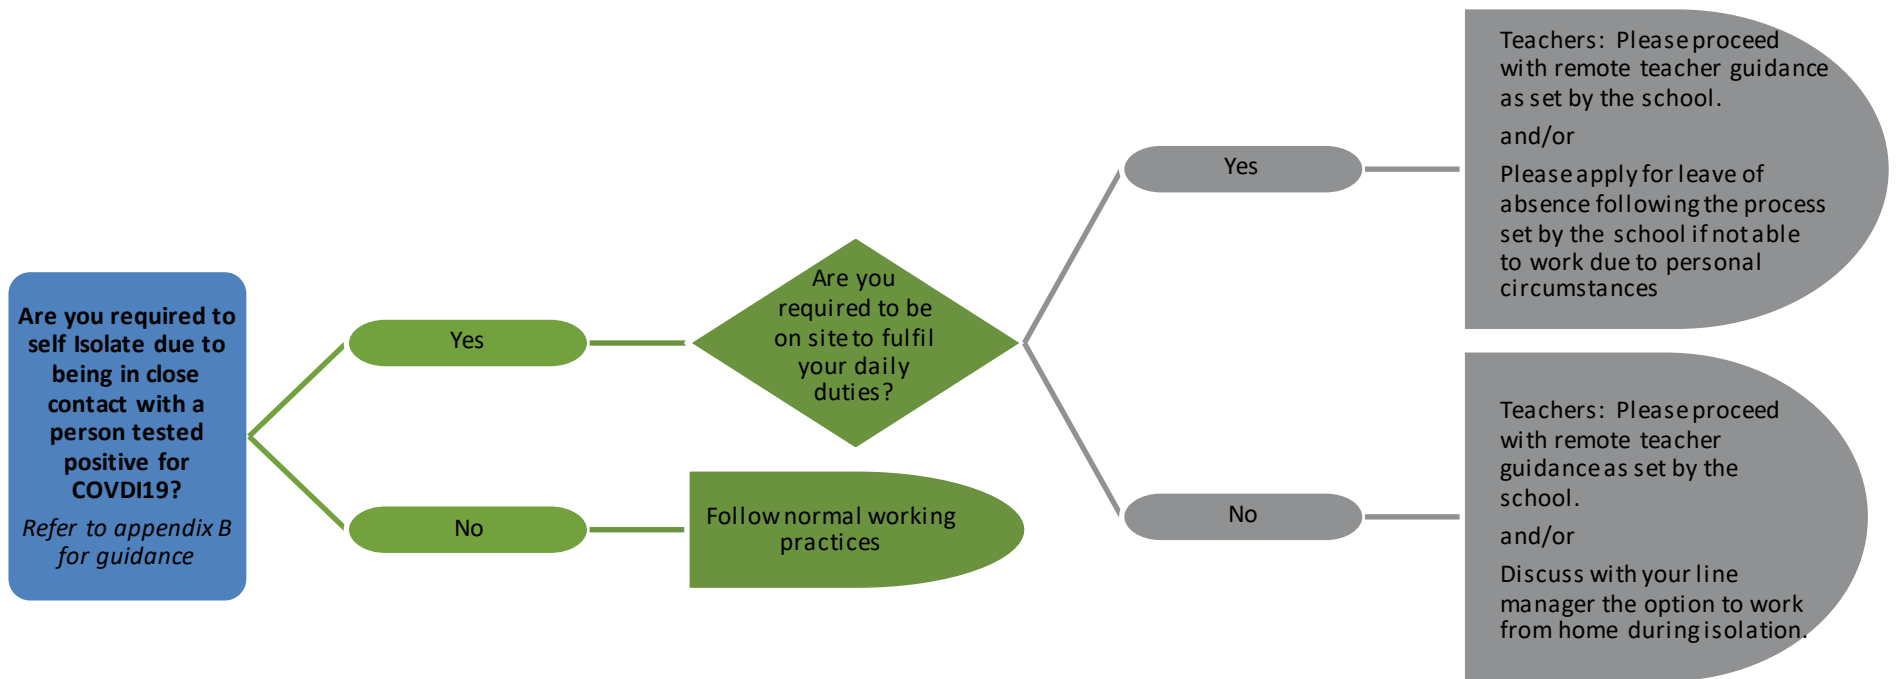 Are you required to
self Isolate due to
being in close
contact with a
person tested
positive for
COVDI19?
Refer to appendix B
for guidance
Yes
No
Are you
required to be
on site to fulfil
your daily
duties?
Follow normal working
practices
Yes
No
Teachers: Please proceed
with remote teacher guidance
as set by the school.
and/or
Please apply for leave of
absence following the process
set by the school if not able
to work due to personal
circumstances
Teachers: Please proceed
with remote teacher
guidance as set by the
school.
and/or
Discuss with your line
manager the option to work
from home during isolation.